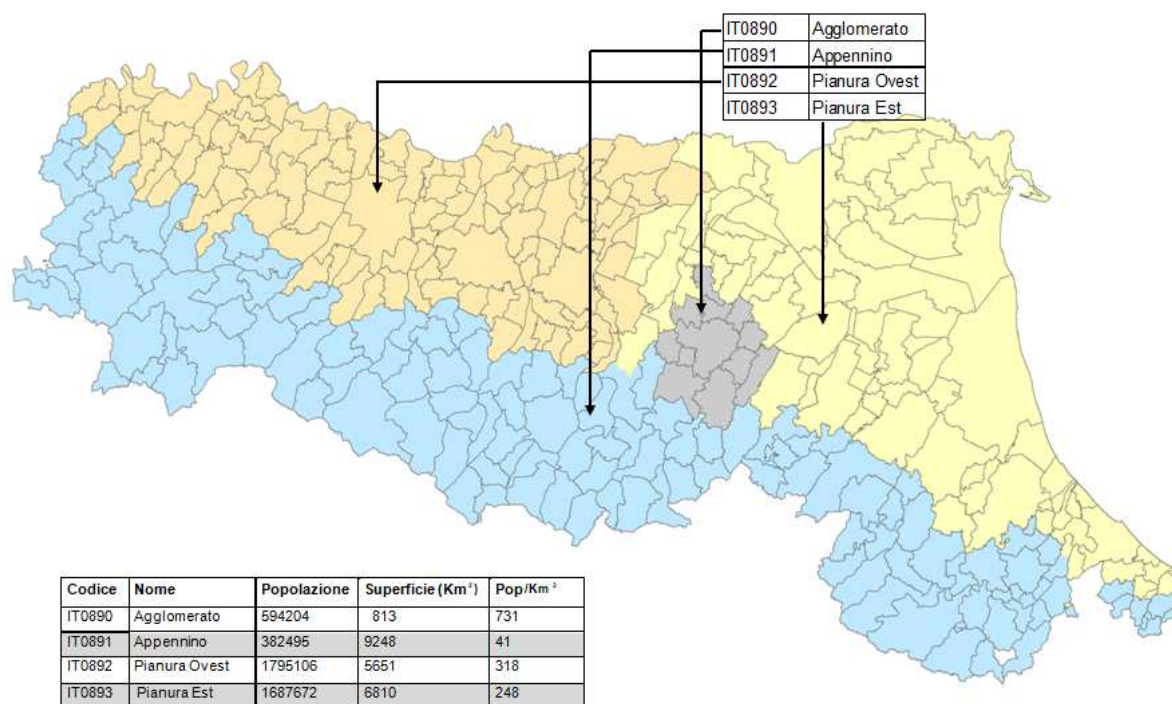 IT0890 Agglomerato
IT0891 Appennino
IT0892 Pianura Ovest
IT0893 Pianura Est
Codice Nome Popolazione Superficie (Km²) Pop/Km²
IT0890 Agglomerato 594204 813 731
IT0891 Appennino 382495 9248 41
IT0892 Pianura Ovest 1795106 5651 318
IT0893 Pianura Est 1687672 6810 248